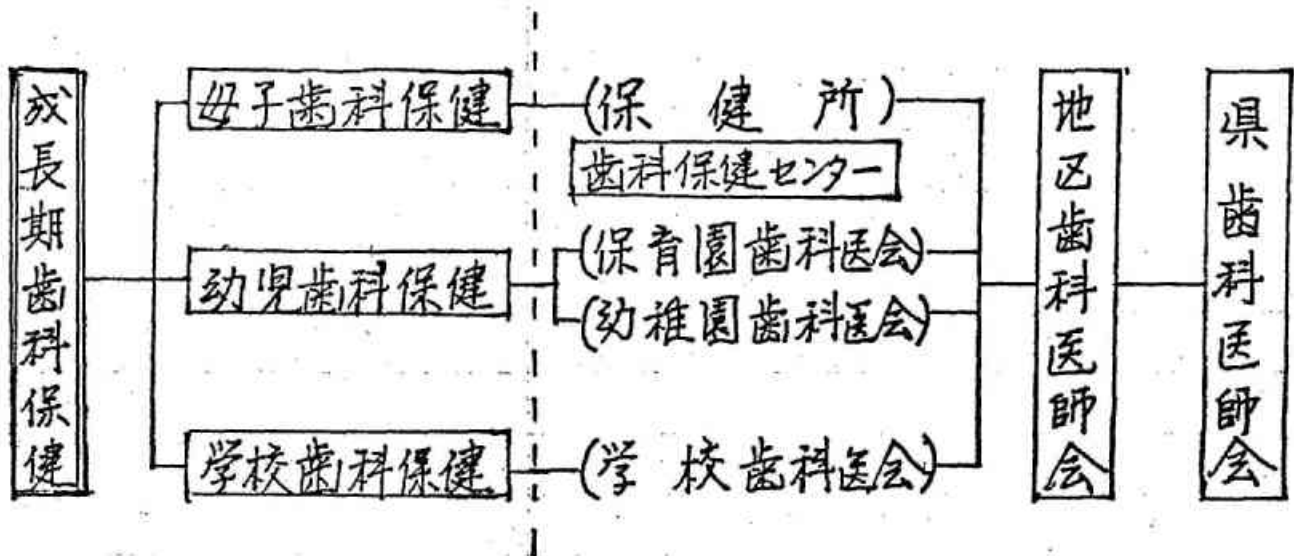 成長期歯科保健
母子歯科保健
(保健所)
歯科保健センター
幼児歯科保健
(保育園歯科医会)
(幼稚園歯科医会)
学校歯科保健
(学校歯科医会)
地区歯科医師会
県歯科医師会